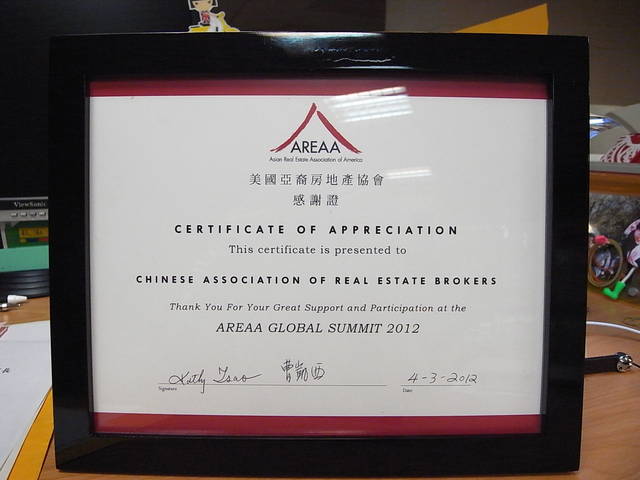 AREAA
Asian Real Estate Association of America
美國亞裔房地產協會
感謝證
CERTIFICATE OF APPRECIATION
This certificate is presented to
CHINESE ASSOCIATION OF REAL ESTATE BROKERS
Thank You For Your Great Support and Participation at the
AREAA GLOBAL SUMMIT 2012
Kathy Tsao 曹凱西 4-3-2012
Signature Date
ViewSonic